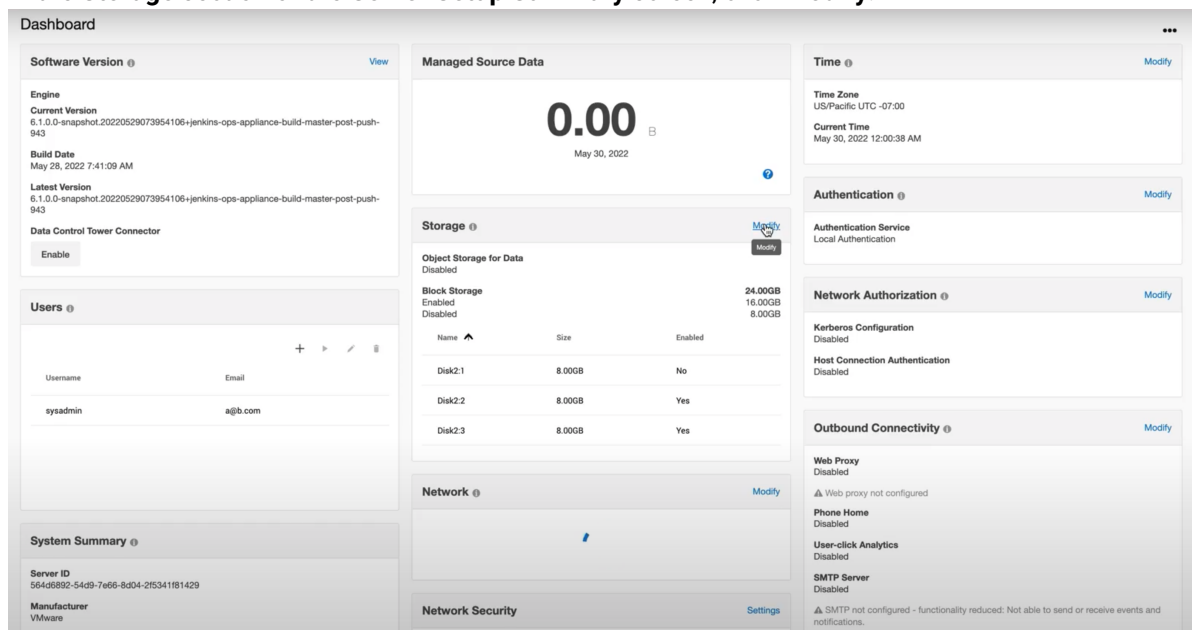 Dashboard
Software Version
View
Engine
Current Version
6.1.0.0-snapshot.20220529073954106+jenkins-ops-appliance-build-master-post-push-
943
Build Date
May 28, 2022 7:41:09 AM
Latest Version
6.1.0.0-snapshot.20220529073954106+jenkins-ops-appliance-build-master-post-push-
943
Data Control Tower Connector
Enable
Users
Username Email
sysadmin a@b.com
System Summary
Server ID
564d6892-54d9-7e66-8d04-2f5341f81429
Manufacturer
VMware
Managed Source Data
0.00 B
May 30, 2022
Storage
Modify
Modify
Object Storage for Data
Disabled
Block Storage 24.00GB
Enabled 16.00GB
Disabled 8.00GB
Name Size Enabled
Disk2:1 8.00GB No
Disk2:2 8.00GB Yes
Disk2:3 8.00GB Yes
Network Modify
Network Security Settings
Time Modify
Time Zone
US/Pacific UTC -07:00
Current Time
May 30, 2022 12:00:38 AM
Authentication Modify
Authentication Service
Local Authentication
Network Authorization Modify
Kerberos Configuration
Disabled
Host Connection Authentication
Disabled
Outbound Connectivity Modify
Web Proxy
Disabled
Web proxy not configured
Phone Home
Disabled
User-click Analytics
Disabled
SMTP Server
Disabled
SMTP not configured - functionality reduced: Not able to send or receive events and
notifications.